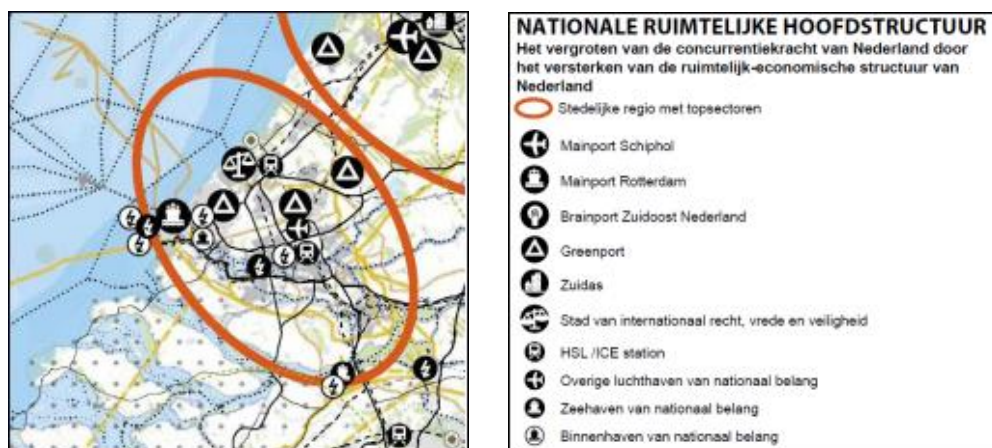 NATIONALE RUIMTELIJKE HOOFDSTRUCTUUR
Het vergroten van de concurrentiekracht van Nederland door
het versterken van de ruimtelijk-economische structuur van
Nederland
Stedelijke regio met topsectoren
Mainport Schiphol
Mainport Rotterdam
Brainport Zuidoost Nederland
Greenport
Zuidas
Stad van internationaal recht, vrede en veiligheid
HSL /ICE station
Overige luchthaven van nationaal belang
Zeehaven van nationaal belang
Binnenhaven van nationaal belang